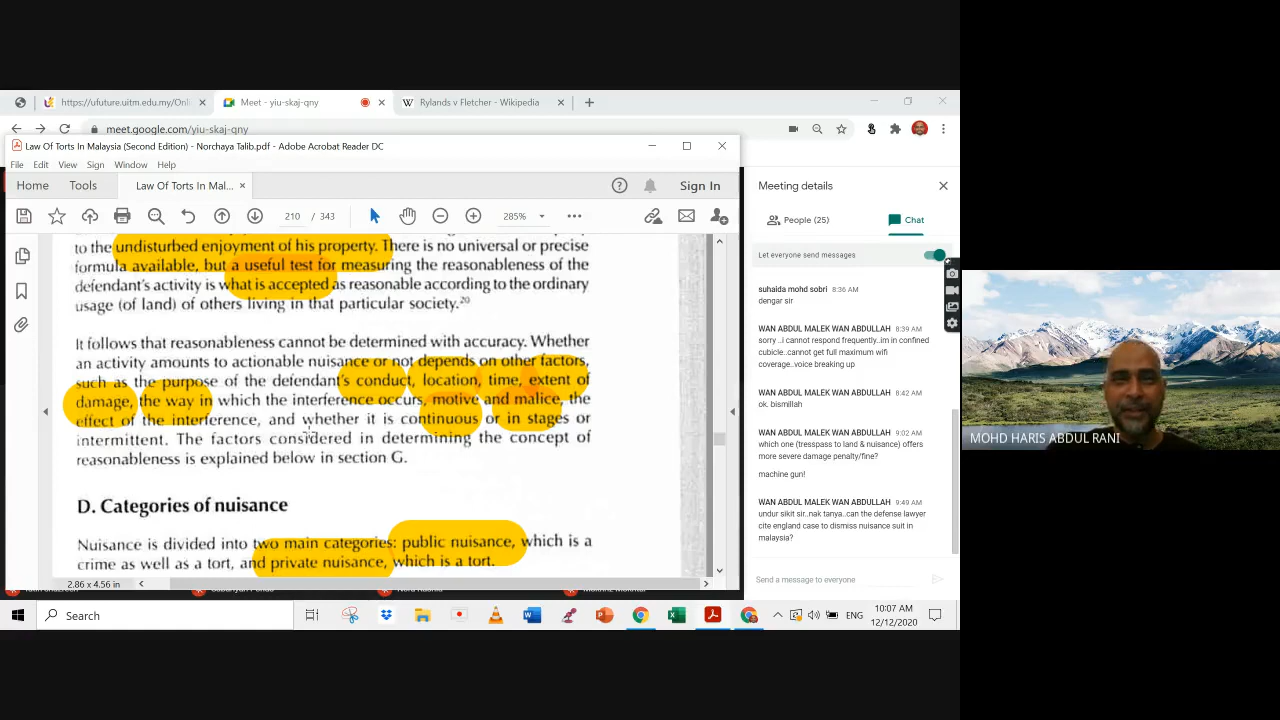 https://ufuture.uitm.edu.my/Onli
Meet - yiu-skaj-qny
Rylands v Fletcher - Wikipedia
meet.google.com/yiu-skaj-qny
Law Of Torts In Malaysia (Second Edition) - Norchaya Talib.pdf - Adobe Acrobat Reader DC
File Edit View Sign Window Help
Home Tools Law Of Torts In Mal... Sign In
210 / 343 285%
to the undisturbed enjoyment of his property. There is no universal or precise
formula available, but a useful test for measuring the reasonableness of the
defendant's activity is what is accepted as reasonable according to the ordinary
usage (of land) of others living in that particular society.20
It follows that reasonableness cannot be determined with accuracy. Whether
an activity amounts to actionable nuisance or not depends on other factors,
such as the purpose of the defendant's conduct, location, time, extent of
damage, the way in which the interference occurs, motive and malice, the
effect of the interference, and whether it is continuous or in stages or
intermittent. The factors considered in determining the concept of
reasonableness is explained below in section G.
D. Categories of nuisance
Nuisance is divided into two main categories: public nuisance, which is a
crime as well as a tort, and private nuisance, which is a tort.
2.86 x 4.56 in
Meeting details
People (25) Chat
Let everyone send messages
suhaida mohd sobri 8:36 AM
dengar sir
WAN ABDUL MALEK WAN ABDULLAH 8:39 AM
sorry ..i cannot respond frequently..im in confined
cubicle..cannot get full maximum wifi
coverage..voice breaking up
WAN ABDUL MALEK WAN ABDULLAH 8:42 AM
ok. bismillah
WAN ABDUL MALEK WAN ABDULLAH 9:02 AM
which one (tresspass to land & nuisance) offers
more severe damage penalty/fine?
machine gun!
WAN ABDUL MALEK WAN ABDULLAH 9:49 AM
undur sikit sir..nak tanya..can the defense lawyer
cite england case to dismiss nuisance suit in
malaysia?
Send a message to everyone
MOHD HARIS ABDUL RANI
Search
ENG
10:07 AM
12/12/2020